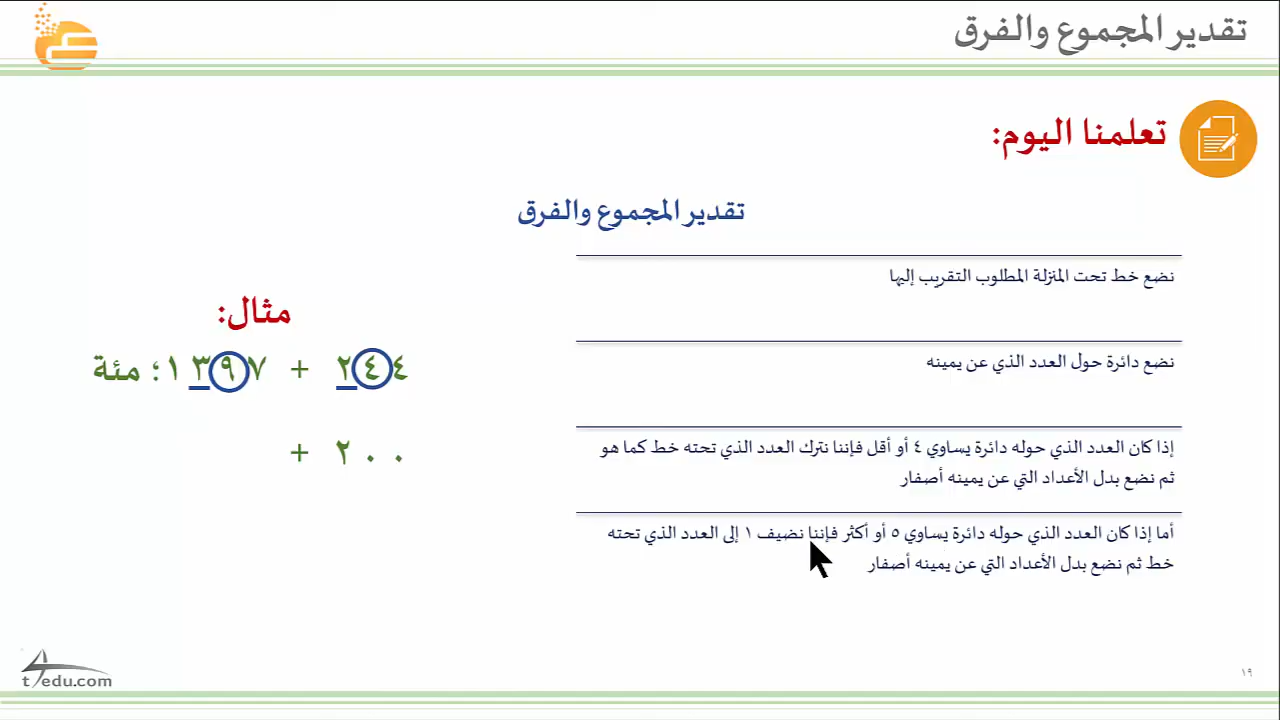 تقدير المجموع والفرق
تعلمنا اليوم:
تقدير المجموع والفرق
نضع خط تحت المنزلة المطلوب التقريب إليها
نضع دائرة حول العدد الذي عن يمينه
إذا كان العدد الذي حوله دائرة يساوي ٤ أو أقل فإننا نترك العدد الذي تحته خط كما هو
ثم نضع بدل الأعداد التي عن يمينه أصفار
أما إذا كان العدد الذي حوله دائرة يساوي ٥ أو أكثر فإننا نضيف ١ إلى العدد الذي تحته
خط ثم نضع بدل الأعداد التي عن يمينه أصفار
مثال:
٢٤٤ + ١٣٩٧ ؛ مئة
٢٠٠ +
t4edu.com
١٩